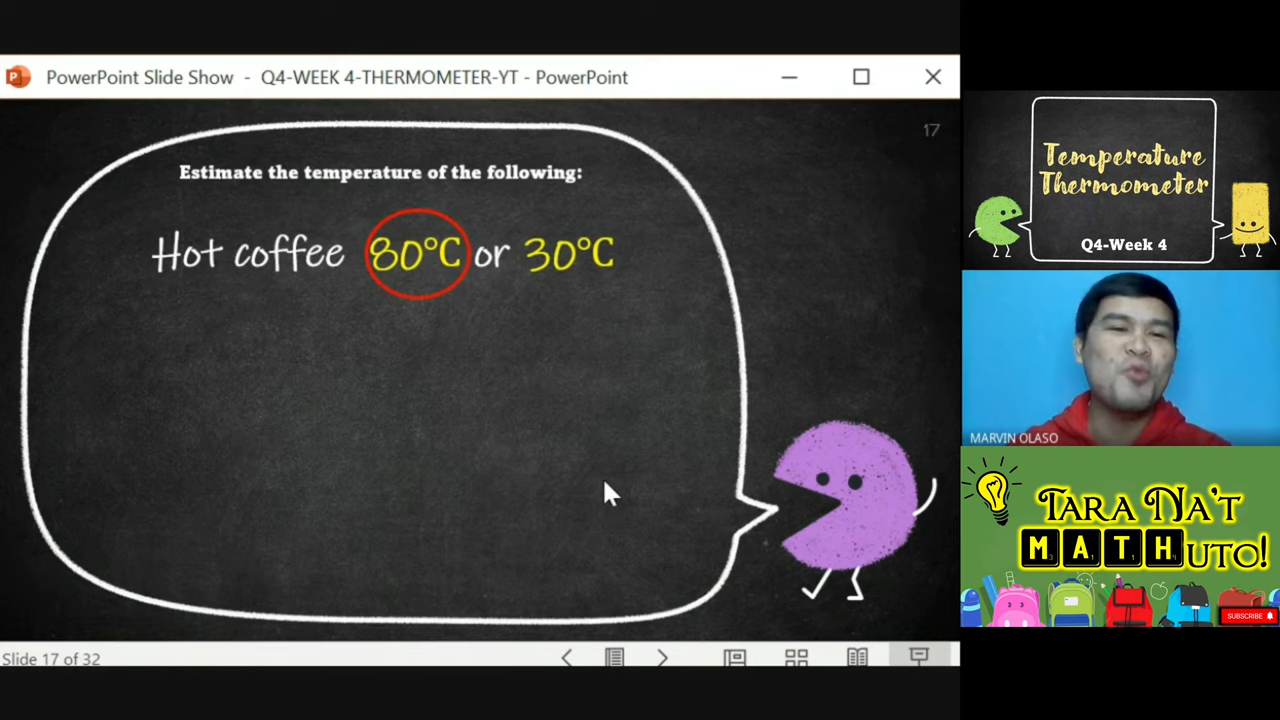 PowerPoint Slide Show - Q4-WEEK 4-THERMOMETER-YT - PowerPoint
17
Estimate the temperature of the following:
Hot coffee 80°C or 30°C
Slide 17 of 32
Temperature
Thermometer
Q4-Week 4
MARVIN OLASO
TARA NA'T
MATHUTO!
SUBSCRIBE